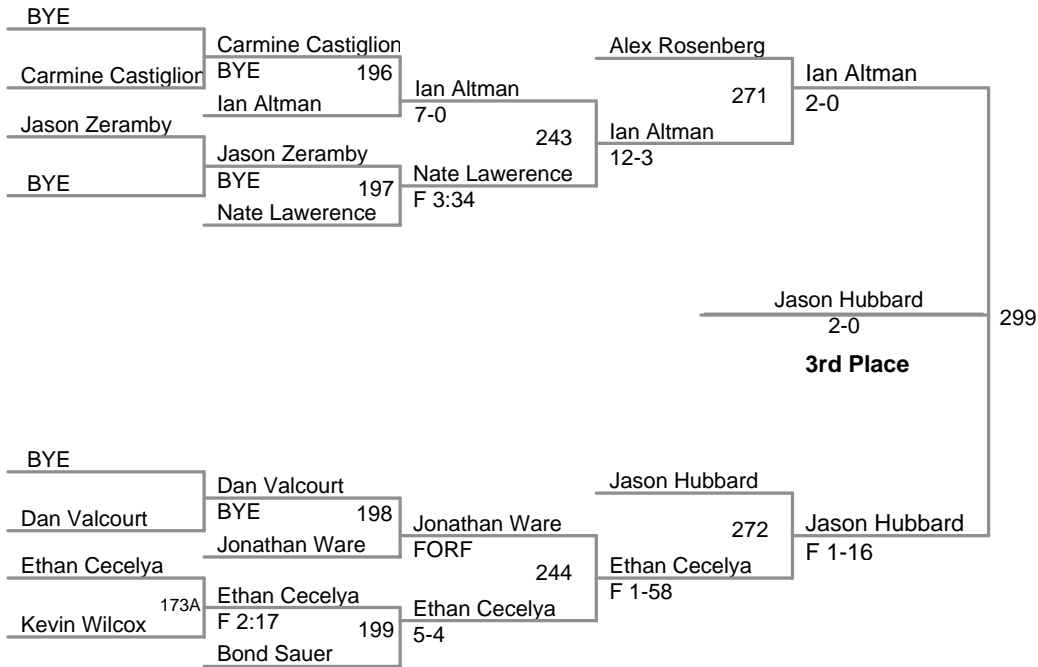 BYE
Carmine Castiglion
Alex Rosenberg
BYE
196
Carmine Castiglion
Ian Altman
Ian Altman
271
Ian Altman
7-0
2-0
Jason Zeramby
243
Ian Altman
Jason Zeramby
12-3
BYE
Nate Lawerence
BYE
197
F 3:34
Nate Lawerence
Jason Hubbard
299
2-0
3rd Place
BYE
Dan Valcourt
Jason Hubbard
BYE
198
Dan Valcourt
Jonathan Ware
272
Jason Hubbard
Jonathan Ware
FORF
F 1-16
Ethan Cecelya
244
Ethan Cecelya
173A
Ethan Cecelya
F 1-58
Ethan Cecelya
Kevin Wilcox
F 2:17
199
5-4
Bond Sauer